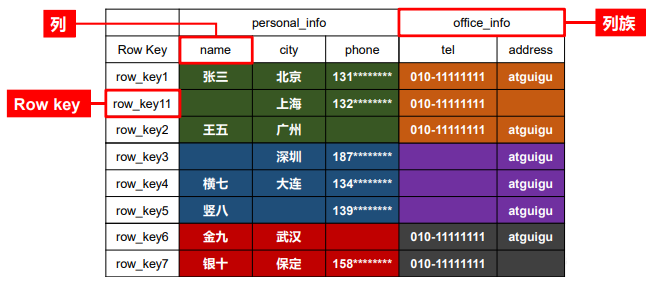 列
personal_info office_info
列族
Row Key name city phone tel address
row_key1 张三 北京 131******** 010-11111111 atguigu
Row key
row_key11 上海 132******** 010-11111111
row_key2 王五 广州 010-11111111 atguigu
row_key3 深圳 187******** atguigu
row_key4 横七 大连 134******** atguigu
row_key5 竖八 139******** atguigu
row_key6 金九 武汉 010-11111111 atguigu
row_key7 银十 保定 158******** 010-11111111